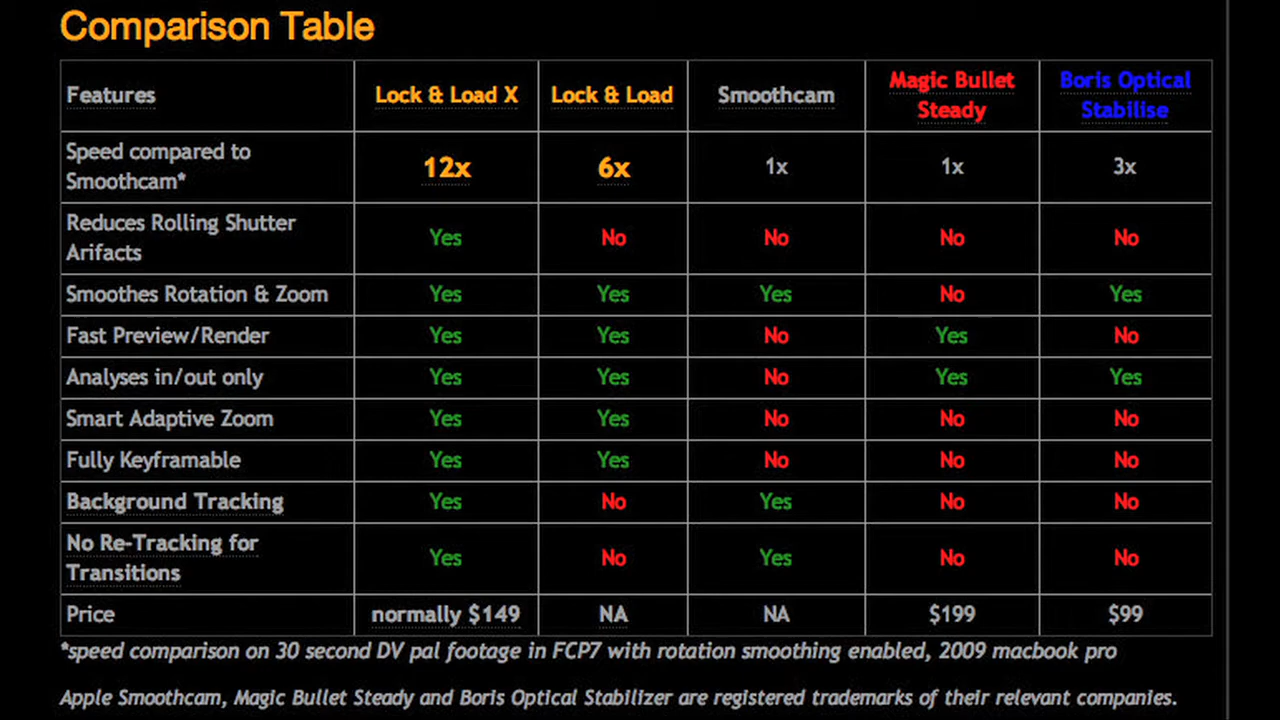 Comparison Table
Features Lock & Load X Lock & Load Smoothcam Magic Bullet Steady Boris Optical Stabilise
Speed compared to Smoothcam* 12x 6x 1x 1x 3x
Reduces Rolling Shutter Arifacts Yes No No No No
Smoothes Rotation & Zoom Yes Yes Yes No Yes
Fast Preview/Render Yes Yes No Yes No
Analyses in/out only Yes Yes No Yes Yes
Smart Adaptive Zoom Yes Yes No No No
Fully Keyframable Yes Yes No No No
Background Tracking Yes No Yes No No
No Re-Tracking for Transitions Yes No Yes No No
Price normally $149 NA NA $199 $99
*speed comparison on 30 second DV pal footage in FCP7 with rotation smoothing enabled, 2009 macbook pro
Apple Smoothcam, Magic Bullet Steady and Boris Optical Stabilizer are registered trademarks of their relevant companies.